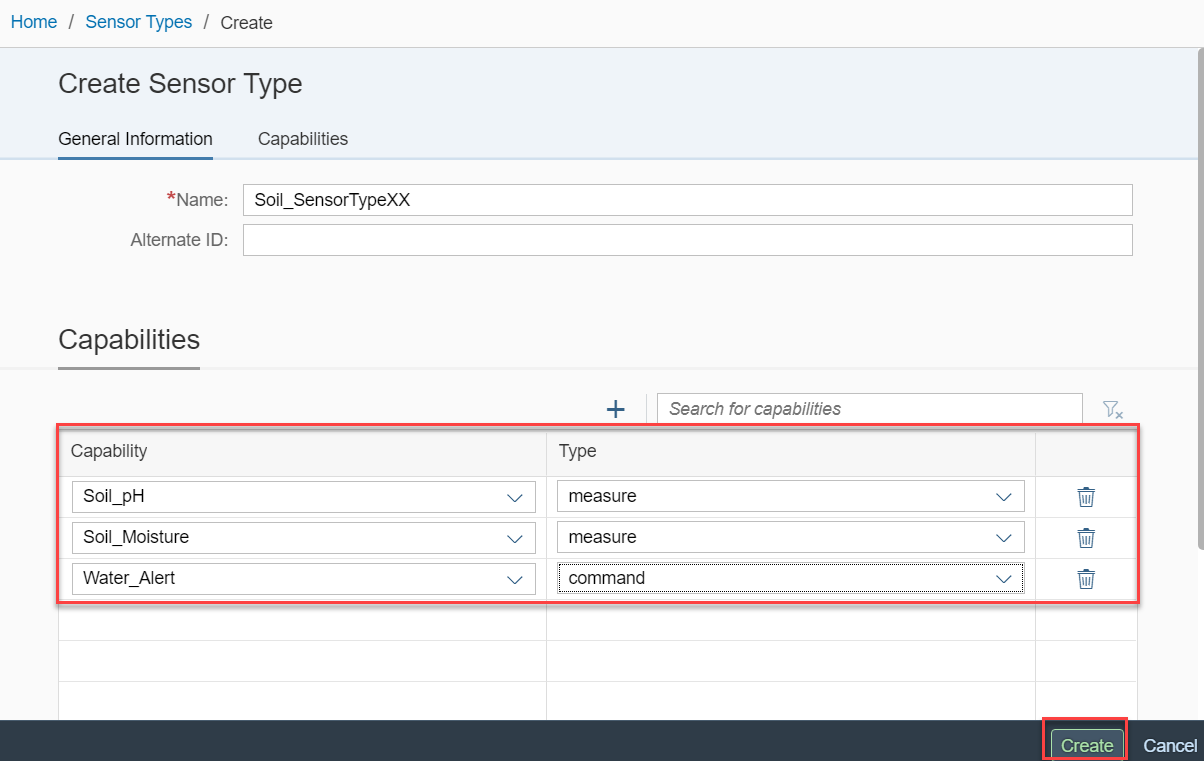 Home / Sensor Types / Create
Create Sensor Type
General Information Capabilities
*Name: Soil_SensorTypeXX
Alternate ID:
Capabilities
Search for capabilities
Capability Type
Soil_pH measure
Soil_Moisture measure
Water_Alert command
Create Cancel